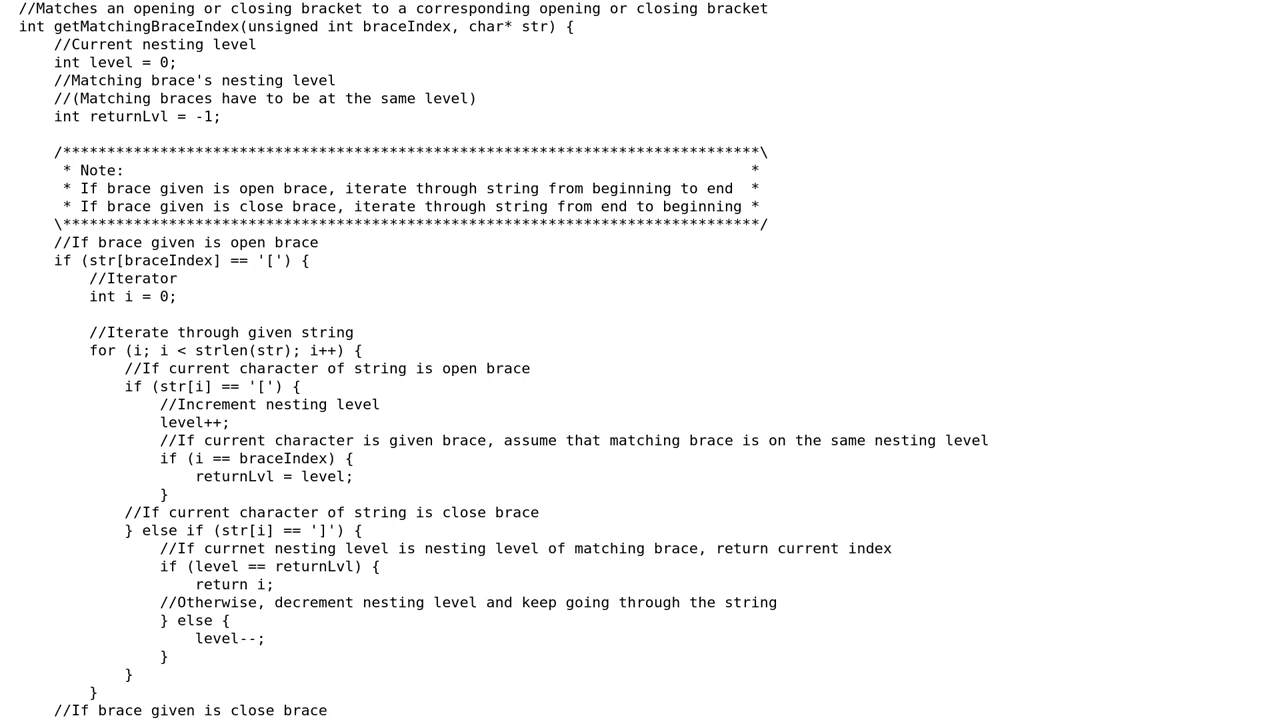 //Matches an opening or closing bracket to a corresponding opening or closing bracket
int getMatchingBraceIndex(unsigned int braceIndex, char* str) {
    //Current nesting level
    int level = 0;
    //Matching brace's nesting level
    //(Matching braces have to be at the same level)
    int returnLvl = -1;

    /*******************************************************************************\
     * Note:                                                                       *
     * If brace given is open brace, iterate through string from beginning to end  *
     * If brace given is close brace, iterate through string from end to beginning *
    \*******************************************************************************/
    //If brace given is open brace
    if (str[braceIndex] == '[') {
        //Iterator
        int i = 0;

        //Iterate through given string
        for (i; i < strlen(str); i++) {
            //If current character of string is open brace
            if (str[i] == '[') {
                //Increment nesting level
                level++;
                //If current character is given brace, assume that matching brace is on the same nesting level
                if (i == braceIndex) {
                    returnLvl = level;
                }
            //If current character of string is close brace
            } else if (str[i] == ']') {
                //If currnet nesting level is nesting level of matching brace, return current index
                if (level == returnLvl) {
                    return i;
                //Otherwise, decrement nesting level and keep going through the string
                } else {
                    level--;
                }
            }
        }
    //If brace given is close brace